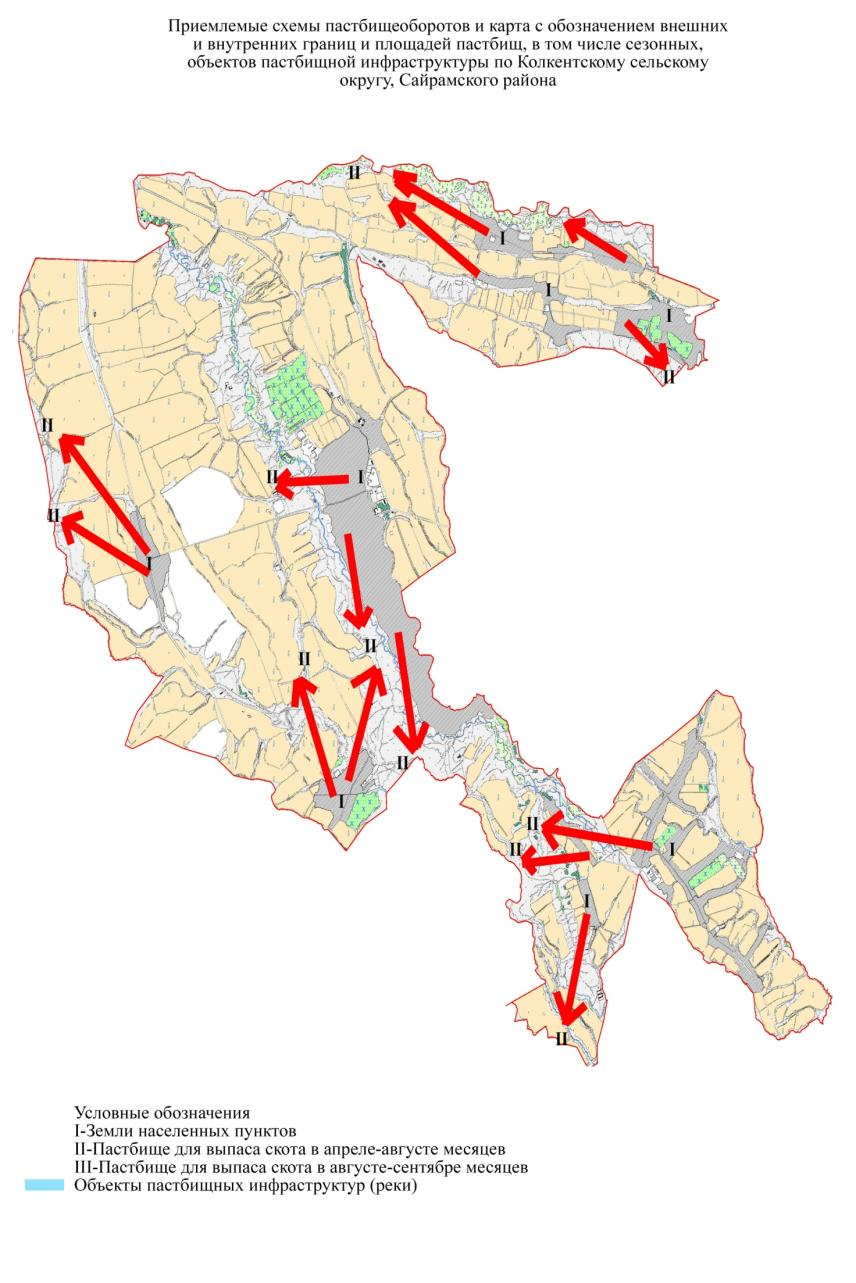 Приемлемые схемы пастбищеоборотов и карта с обозначением внешних
и внутренних границ и площадей пастбищ, в том числе сезонных,
объектов пастбищной инфраструктуры по Колкентскому сельскому
округу, Сайрамского района
II
I
I
I
II
II
II
I
II
I
II
II
II
I
II
II
I
I
II
Условные обозначения
I-Земли населенных пунктов
II-Пастбище для выпаса скота в апреле-августе месяцев
III-Пастбище для выпаса скота в августе-сентябре месяцев
Объекты пастбищных инфраструктур (реки)